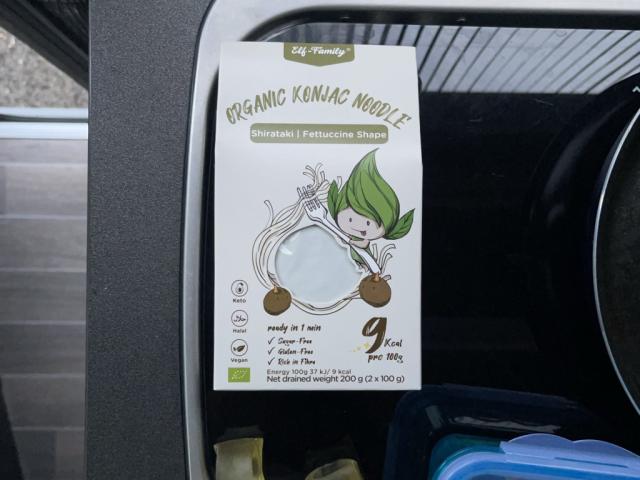 Elf-Family®
ORGANIC KONJAC NOODLE
Shirataki | Fettuccine Shape
Keto
Halal
Vegan
ready in 1 min
✓ Sugar-Free
✓ Gluten-Free
✓ Rich in Fibre
9 Kcal
pro 100g
Energy 100g 37 kJ/ 9 kcal
Net drained weight 200 g (2 x 100 g)